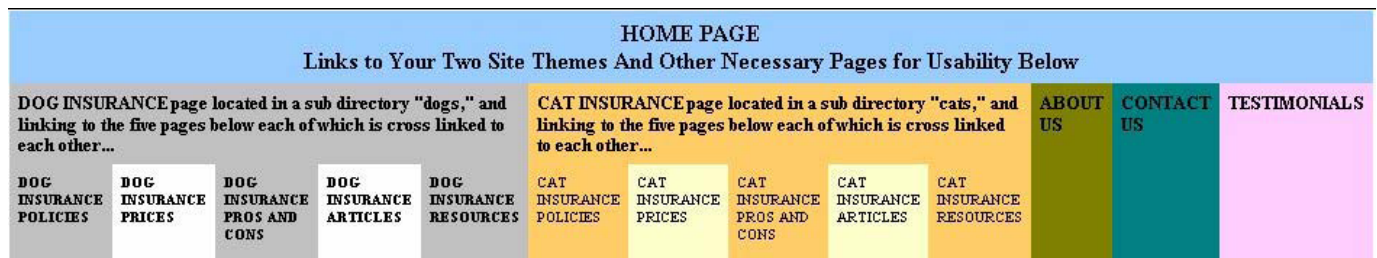 HOME PAGE
Links to Your Two Site Themes And Other Necessary Pages for Usability Below
DOG INSURANCE page located in a sub directory "dogs," and
linking to the five pages below each of which is cross linked to
each other...
DOG
INSURANCE
POLICIES
DOG
INSURANCE
PRICES
DOG
INSURANCE
PROS AND
CONS
DOG
INSURANCE
ARTICLES
DOG
INSURANCE
RESOURCES
CAT INSURANCE page located in a sub directory "cats," and
linking to the five pages below each of which is cross linked
to each other...
CAT
INSURANCE
POLICIES
CAT
INSURANCE
PRICES
CAT
INSURANCE
PROS AND
CONS
CAT
INSURANCE
ARTICLES
CAT
INSURANCE
RESOURCES
ABOUT
US
CONTACT
US
TESTIMONIALS